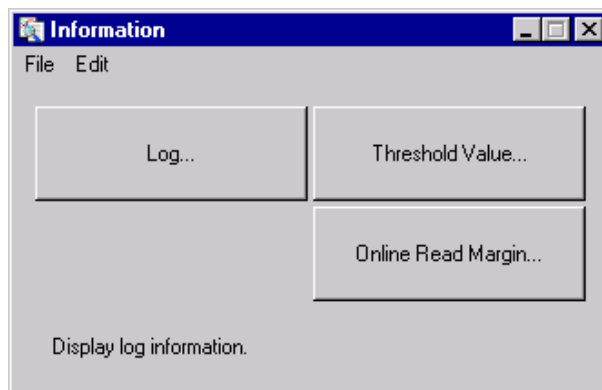 Information
File Edit
Log... Threshold Value...
Online Read Margin...
Display log information.